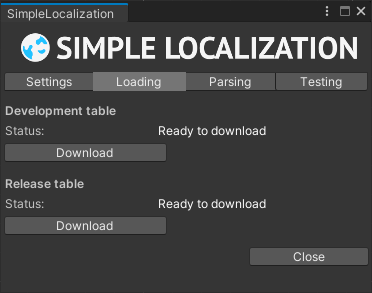 SimpleLocalization
SIMPLE LOCALIZATION
Settings Loading Parsing Testing
Development table
Status: Ready to download
Download
Release table
Status: Ready to download
Download
Close